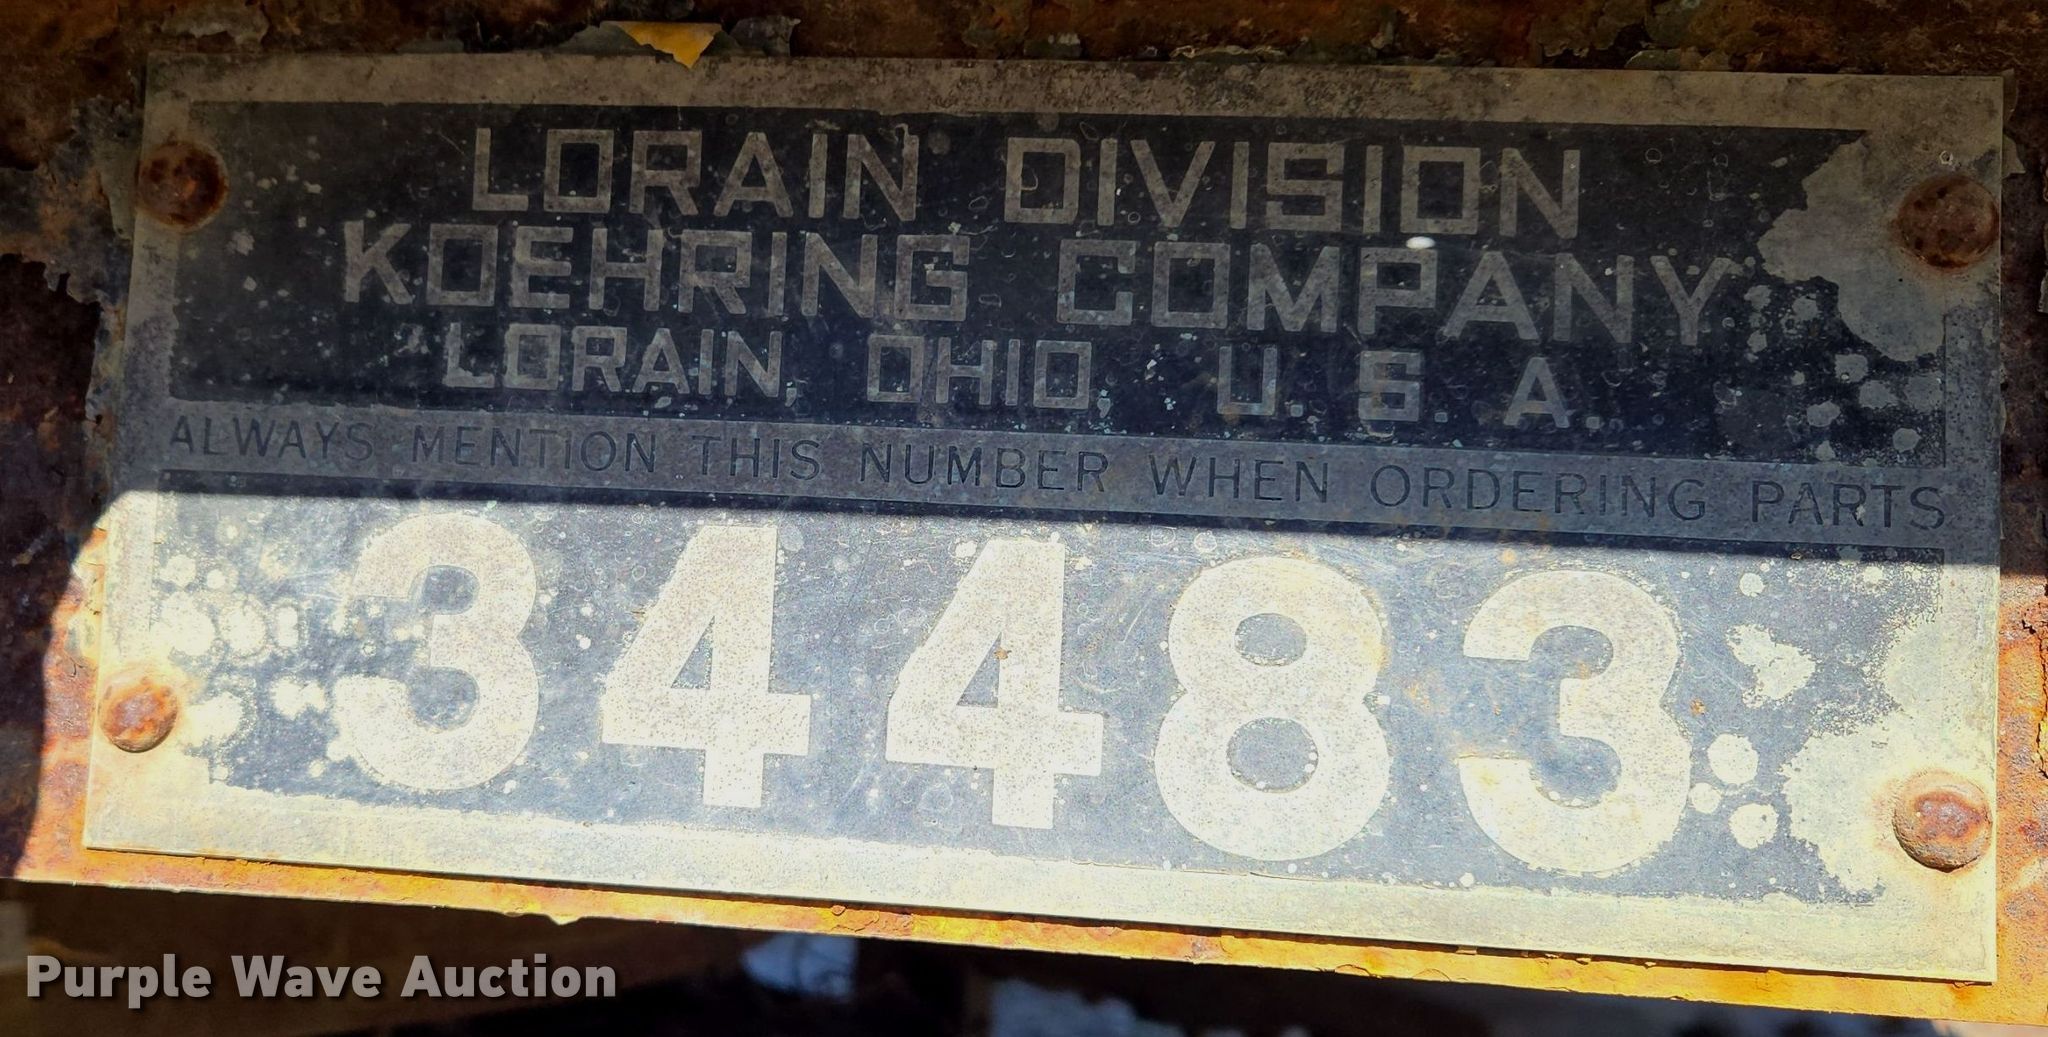 LORAIN DIVISION
KOEHRING COMPANY
LORAIN, OHIO, U. S. A.
ALWAYS MENTION THIS NUMBER WHEN ORDERING PARTS
34483
Purple Wave Auction